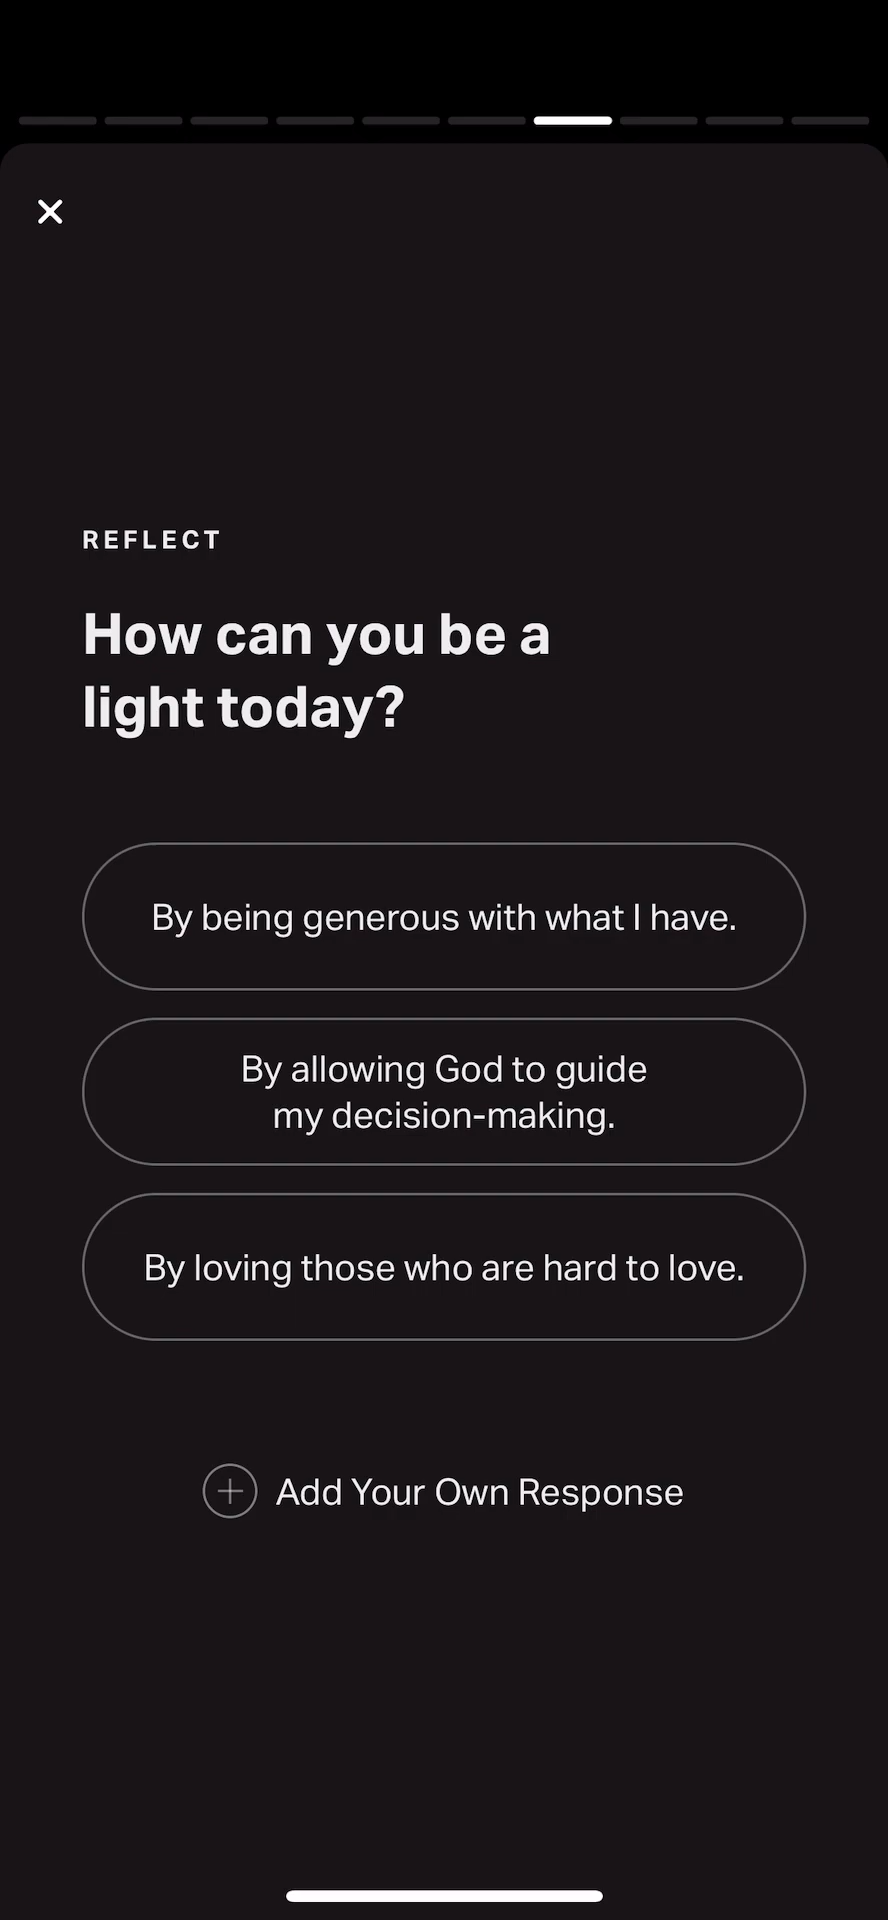 REFLECT
How can you be a
light today?
By being generous with what I have.
By allowing God to guide
my decision-making.
By loving those who are hard to love.
Add Your Own Response